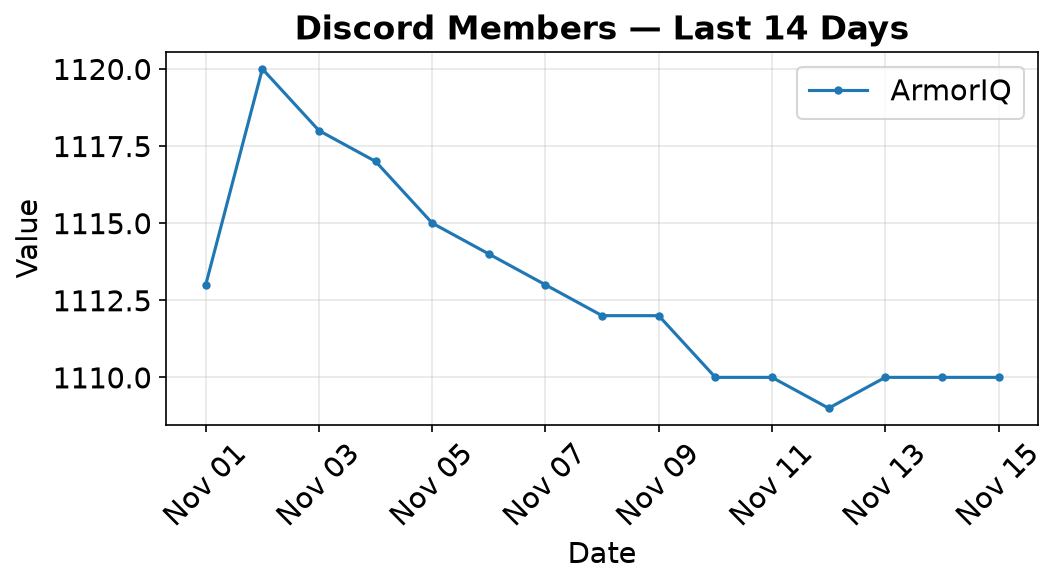 Discord Members — Last 14 Days
1120.0
1117.5
1115.0
1112.5
1110.0
Value
ArmorIQ
Nov 01
Nov 03
Nov 05
Nov 07
Nov 09
Nov 11
Nov 13
Nov 15
Date